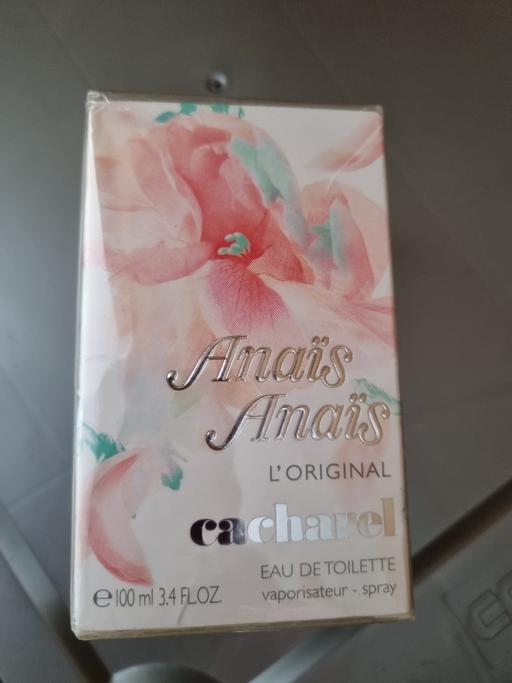 Anaïs
Anaïs
L'ORIGINAL
cacharel
EAU DE TOILETTE
vaporisateur - spray
e 100 ml 3.4 FL.OZ.